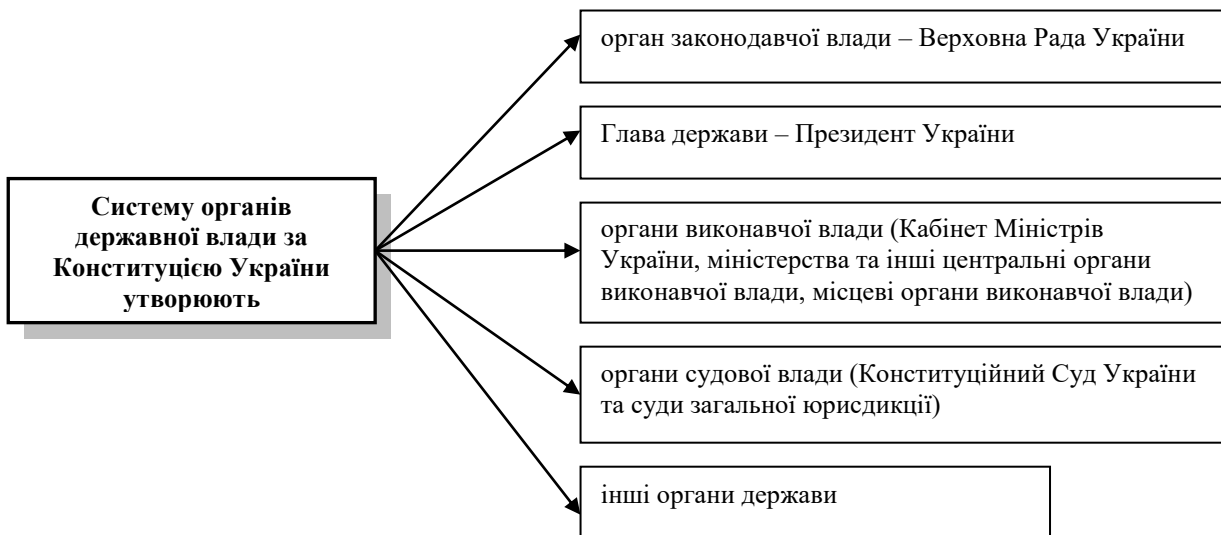 орган законодавчої влади – Верховна Рада України
Глава держави – Президент України
Систему органів
державної влади за
Конституцією України
утворюють
органи виконавчої влади (Кабінет Міністрів
України, міністерства та інші центральні органи
виконавчої влади, місцеві органи виконавчої влади)
органи судової влади (Конституційний Суд України
та суди загальної юрисдикції)
інші органи держави